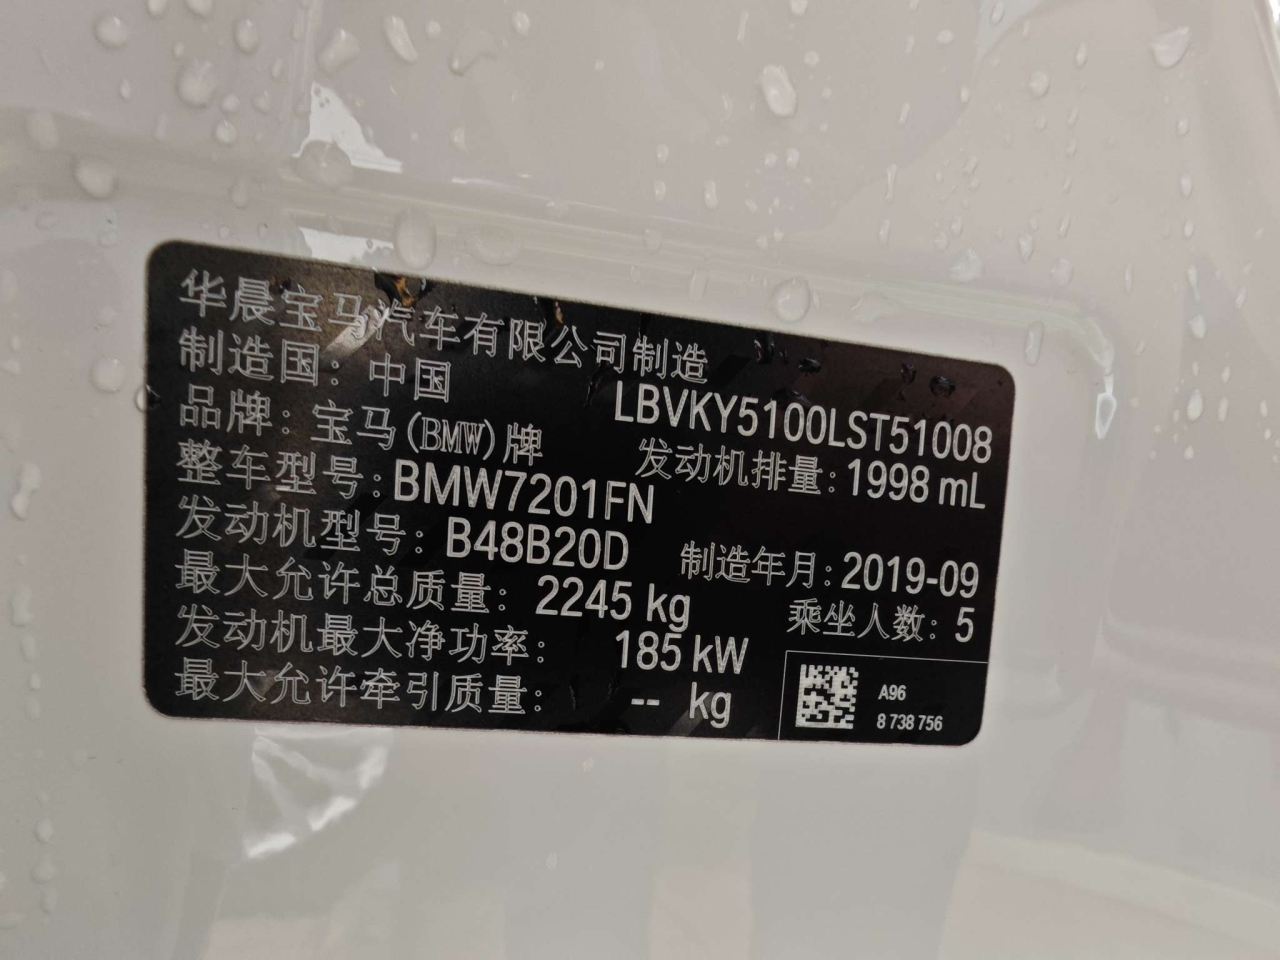 华晨宝马汽车有限公司制造
制造国：中国
LBVKY5100LST51008
品牌：宝马(BMW)牌
发动机排量：1998 mL
整车型号：BMW7201FN
发动机型号：B48B20D
制造年月：2019-09
最大允许总质量：2245 kg
乘坐人数：5
发动机最大净功率：185 kW
最大允许牵引质量：-- kg
A96
8 738 756